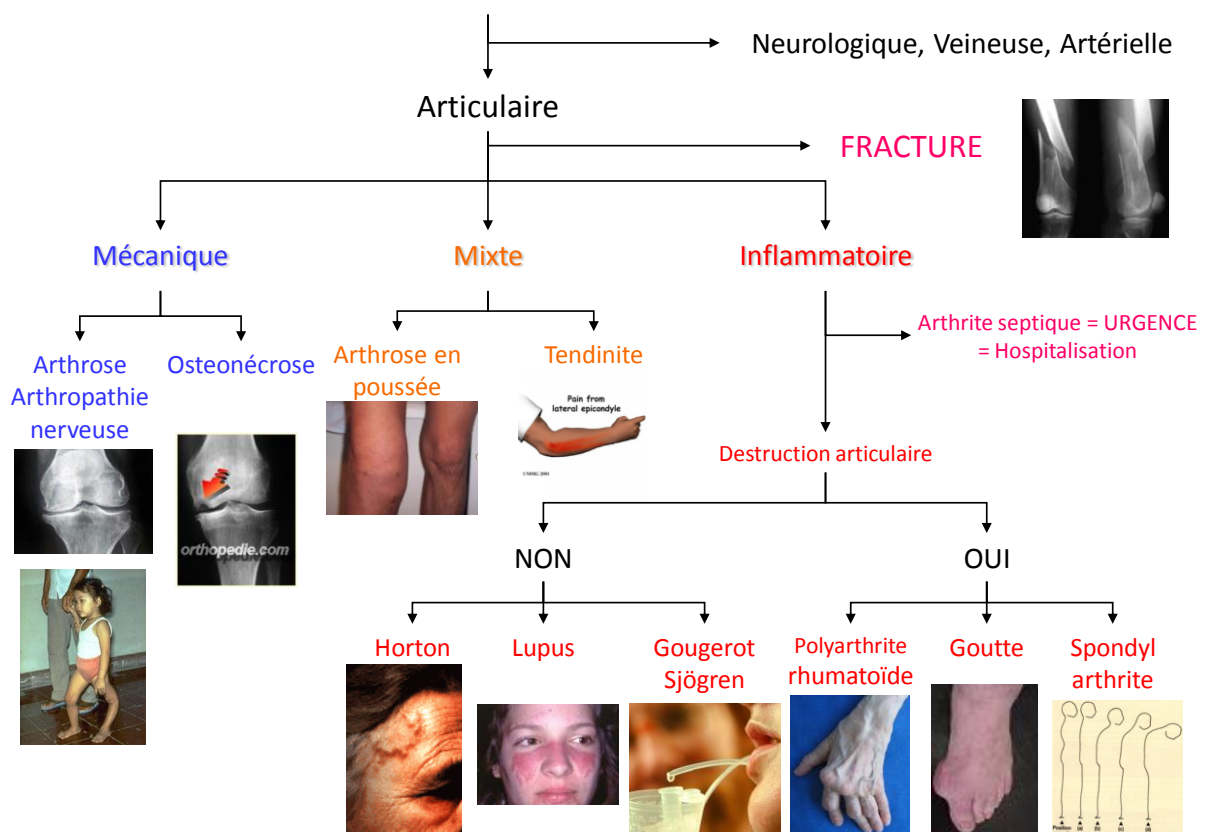 Neurologique, Veineuse, Artérielle
Articulaire
FRACTURE
Mécanique
Mixte
Inflammatoire
Arthrite septique = URGENCE
= Hospitalisation
Arthrose
Arthropathie
nerveuse
Osteonécrose
Arthrose en
poussée
Tendinite
Pain from
lateral epicondyle
orthopedie.com
Destruction articulaire
NON
OUI
Horton
Lupus
Gougerot
Sjögren
Polyarthrite
rhumatoïde
Goutte
Spondyl
arthrite
Position